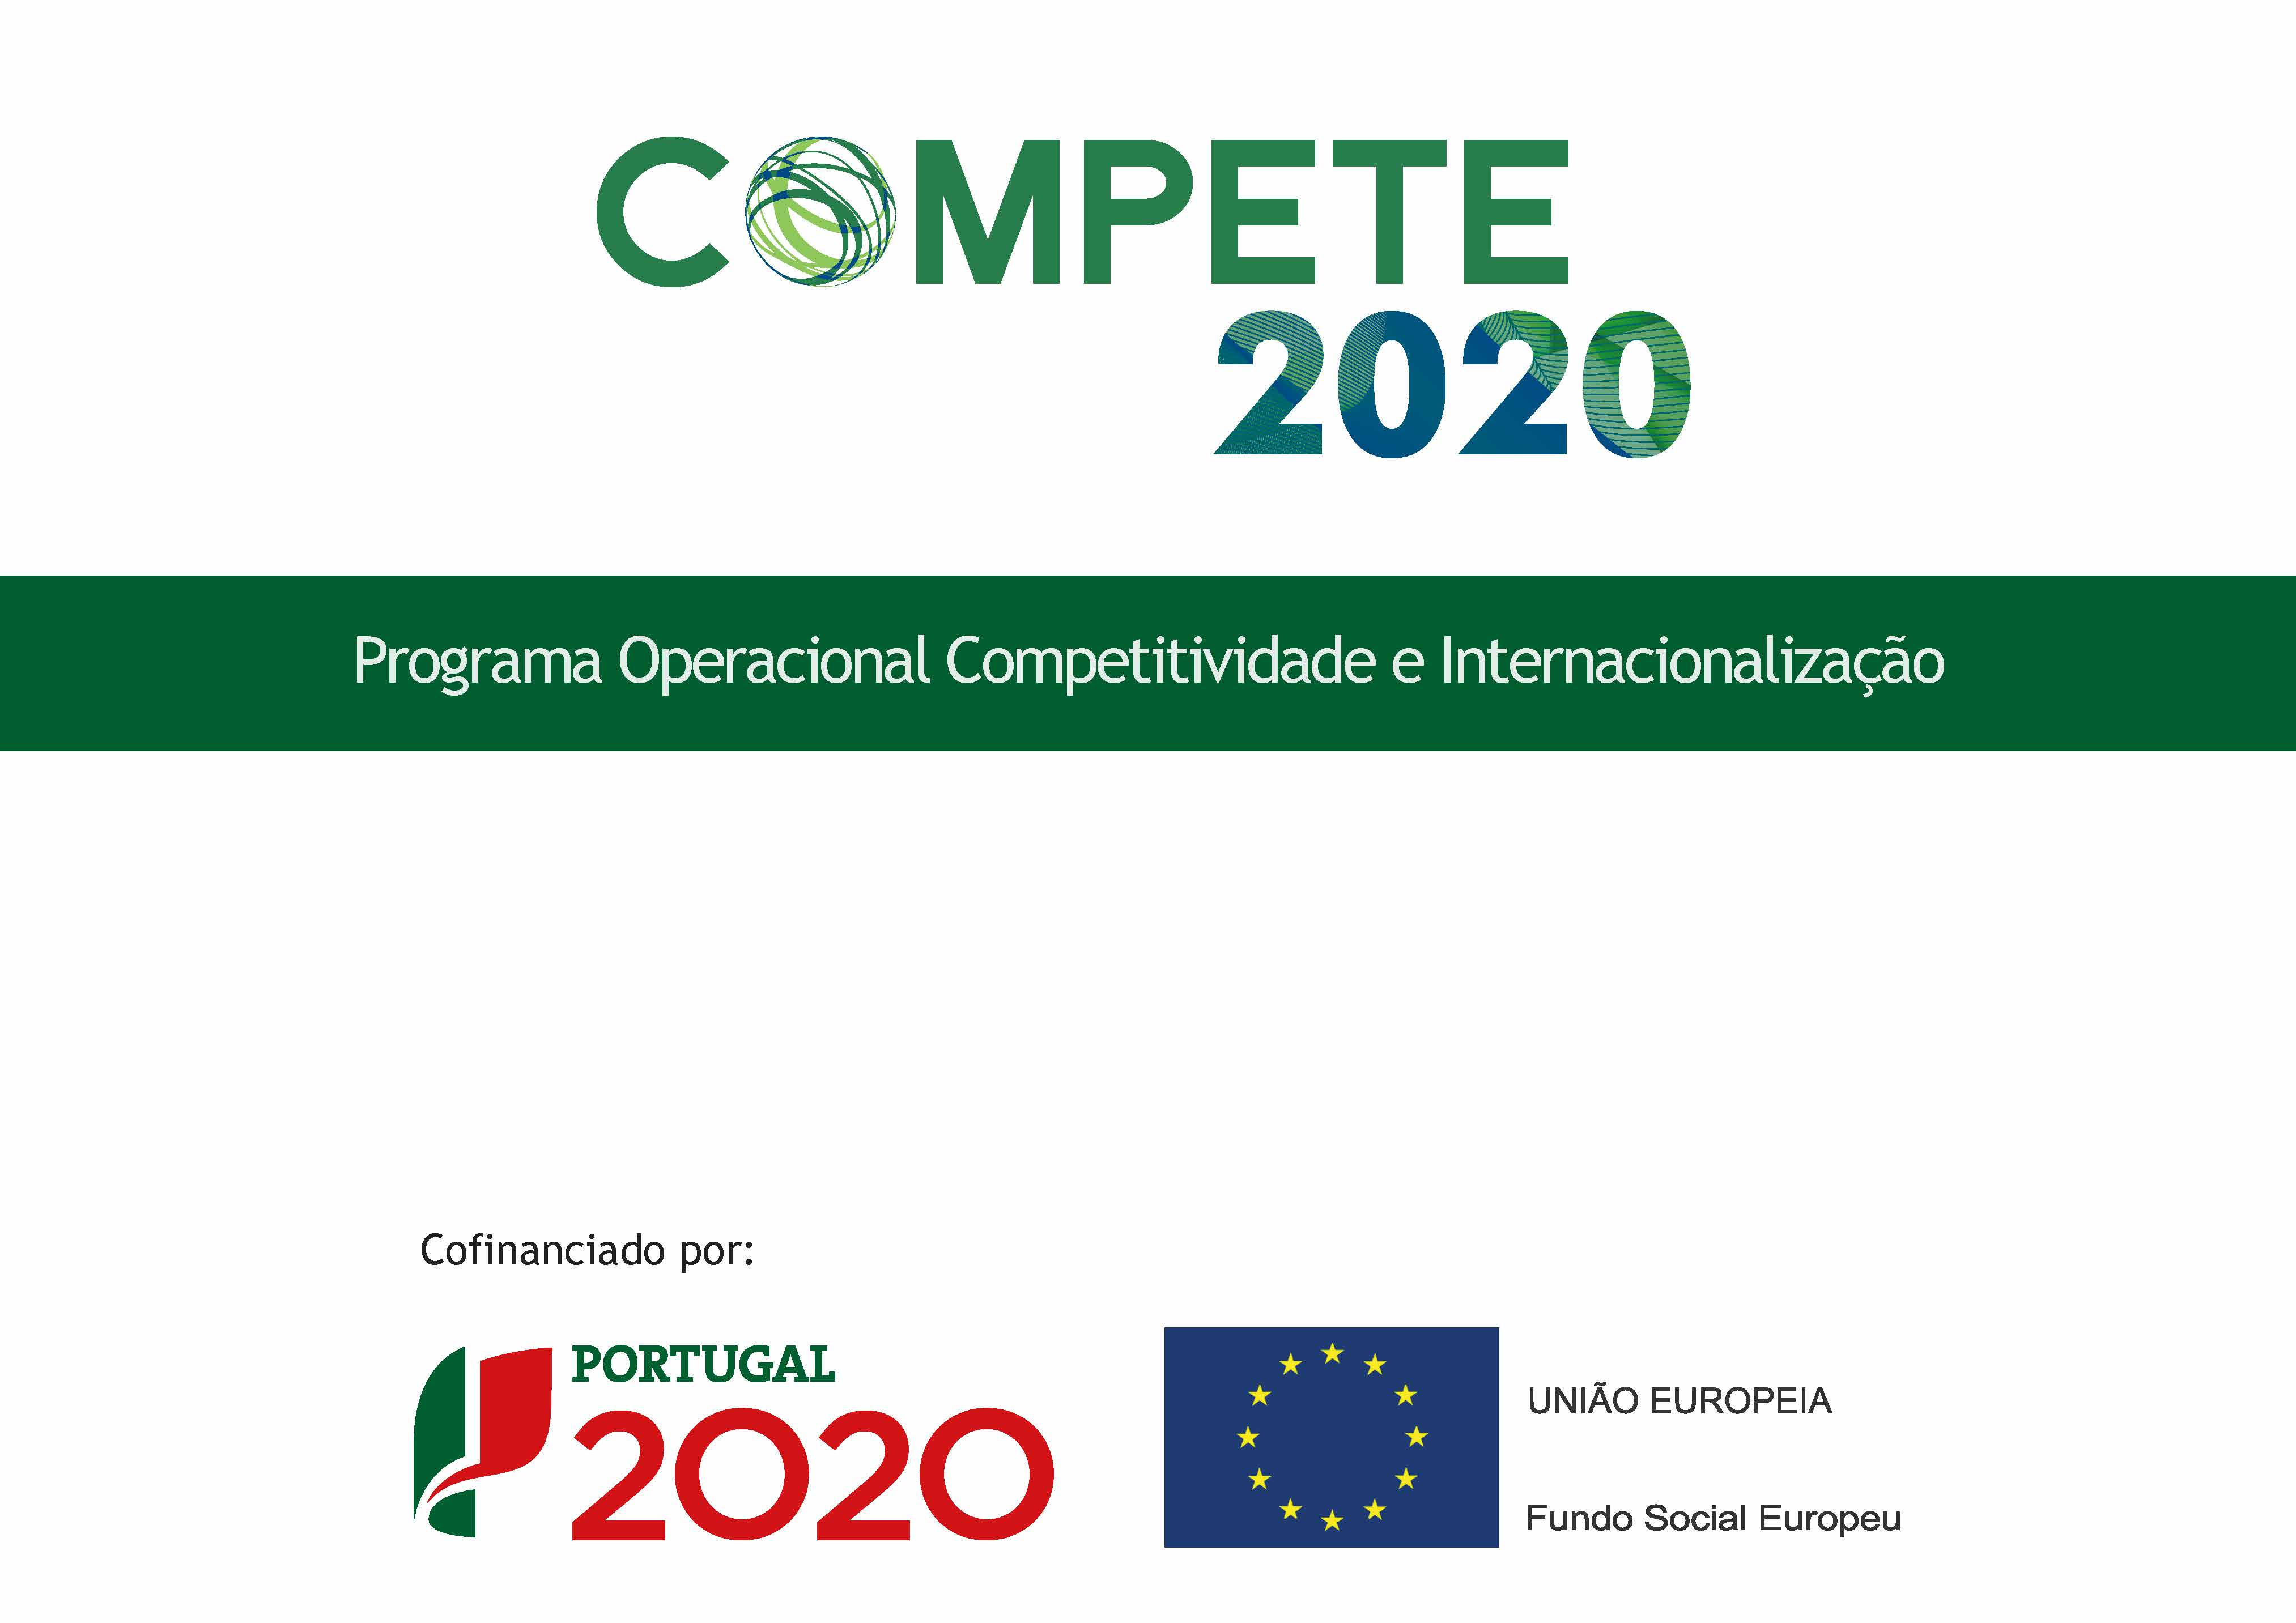 COMPETE
2020
Programa Operacional Competitividade e Internacionalização
Cofinanciado por:
PORTUGAL
2020
UNIÃO EUROPEIA
Fundo Social Europeu